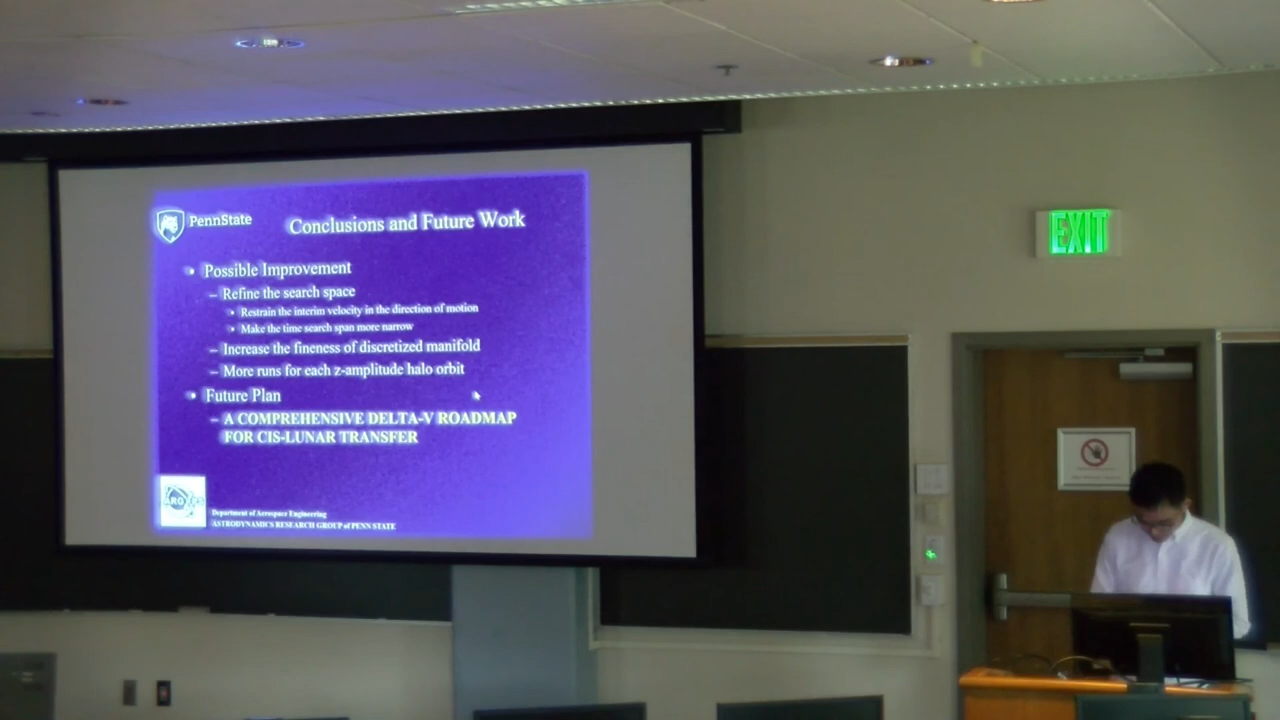 PennState
Conclusions and Future Work
• Possible Improvement
– Refine the search space
• Restrain the interim velocity in the direction of motion
• Make the time search span more narrow
– Increase the fineness of discretized manifold
– More runs for each z-amplitude halo orbit
• Future Plan
– A COMPREHENSIVE DELTA-V ROADMAP
FOR CIS-LUNAR TRANSFER
Department of Aerospace Engineering
ASTRODYNAMICS RESEARCH GROUP of PENN STATE
EXIT